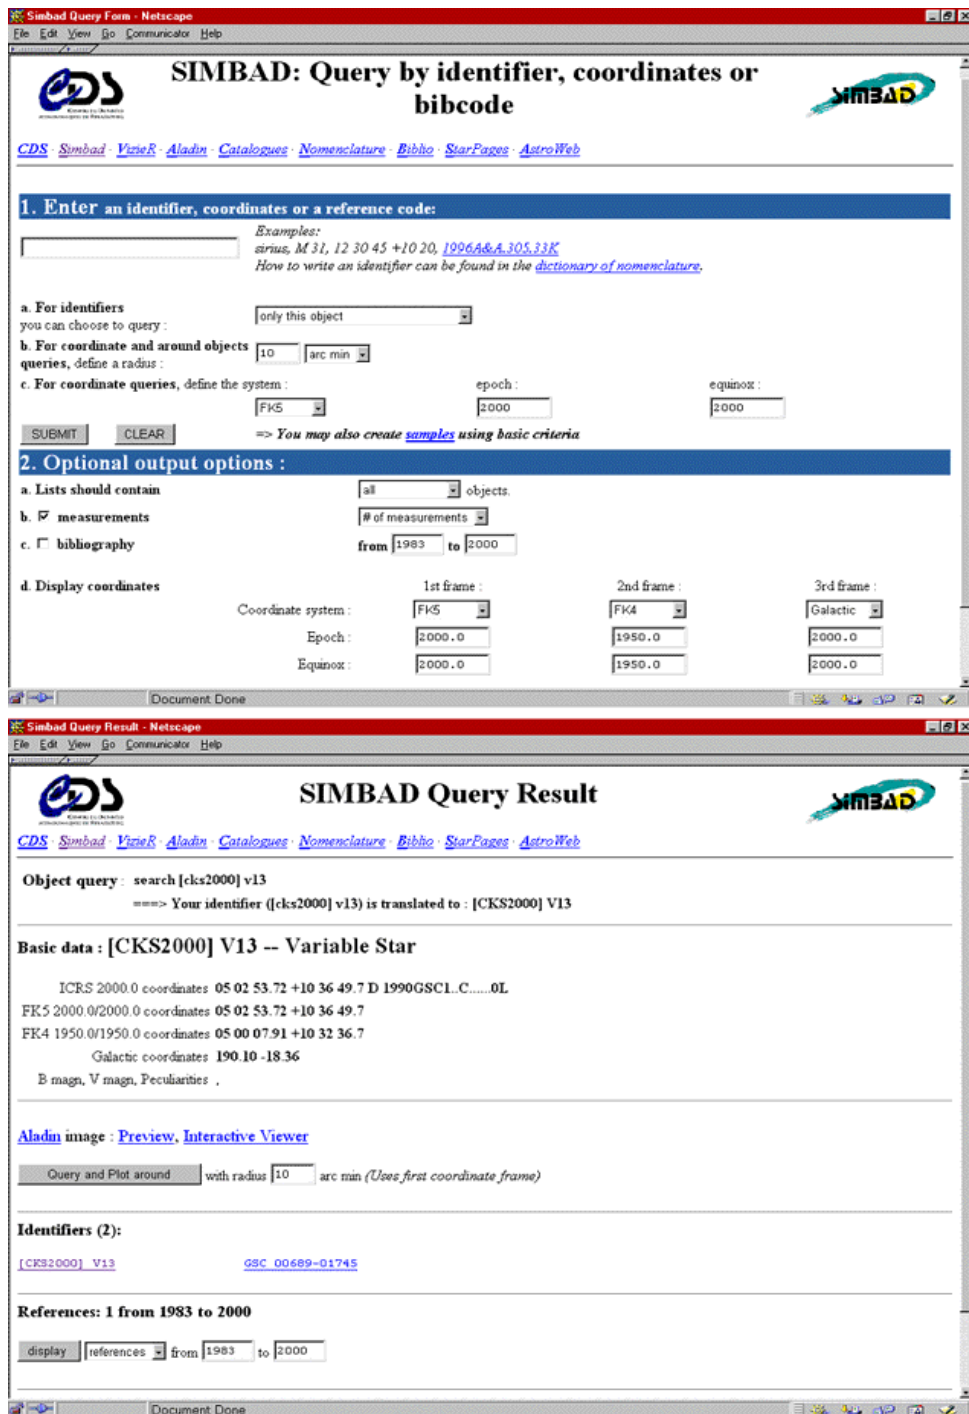 Simbad Query Form - Netscape
File Edit View Go Communicator Help
CDS
SIMBAD: Query by identifier, coordinates or
bibcode
SIMBAD
CDS · Simbad · VizieR · Aladin · Catalogues · Nomenclature · Biblio · StarPages · AstroWeb
1. Enter an identifier, coordinates or a reference code:
Examples:
sirius, M 31, 12 30 45 +10 20, 1996A&A.305.33K
How to write an identifier can be found in the dictionary of nomenclature.
a. For identifiers
you can choose to query : only this object
b. For coordinate and around objects
queries, define a radius : 10 arc min
c. For coordinate queries, define the system : epoch : equinox :
FK5 2000 2000
SUBMIT CLEAR => You may also create samples using basic criteria
2. Optional output options :
a. Lists should contain all objects.
b. measurements # of measurements
c. bibliography from 1983 to 2000
d. Display coordinates 1st frame : 2nd frame : 3rd frame :
Coordinate system : FK5 FK4 Galactic
Epoch : 2000.0 1950.0 2000.0
Equinox : 2000.0 1950.0 2000.0
Document Done
Simbad Query Result - Netscape
File Edit View Go Communicator Help
CDS
SIMBAD Query Result
SIMBAD
CDS · Simbad · VizieR · Aladin · Catalogues · Nomenclature · Biblio · StarPages · AstroWeb
Object query : search [cks2000] v13
===> Your identifier ([cks2000] v13) is translated to : [CKS2000] V13
Basic data : [CKS2000] V13 -- Variable Star
ICRS 2000.0 coordinates 05 02 53.72 +10 36 49.7 D 1990GSC1..C......0L
FK5 2000.0/2000.0 coordinates 05 02 53.72 +10 36 49.7
FK4 1950.0/1950.0 coordinates 05 00 07.91 +10 32 36.7
Galactic coordinates 190.10 -18.36
B magn, V magn, Peculiarities ,
Aladin image : Preview, Interactive Viewer
Query and Plot around with radius 10 arc min (Uses first coordinate frame)
Identifiers (2):
[CKS2000] V13 GSC 00689-01745
References: 1 from 1983 to 2000
display references from 1983 to 2000
Document Done